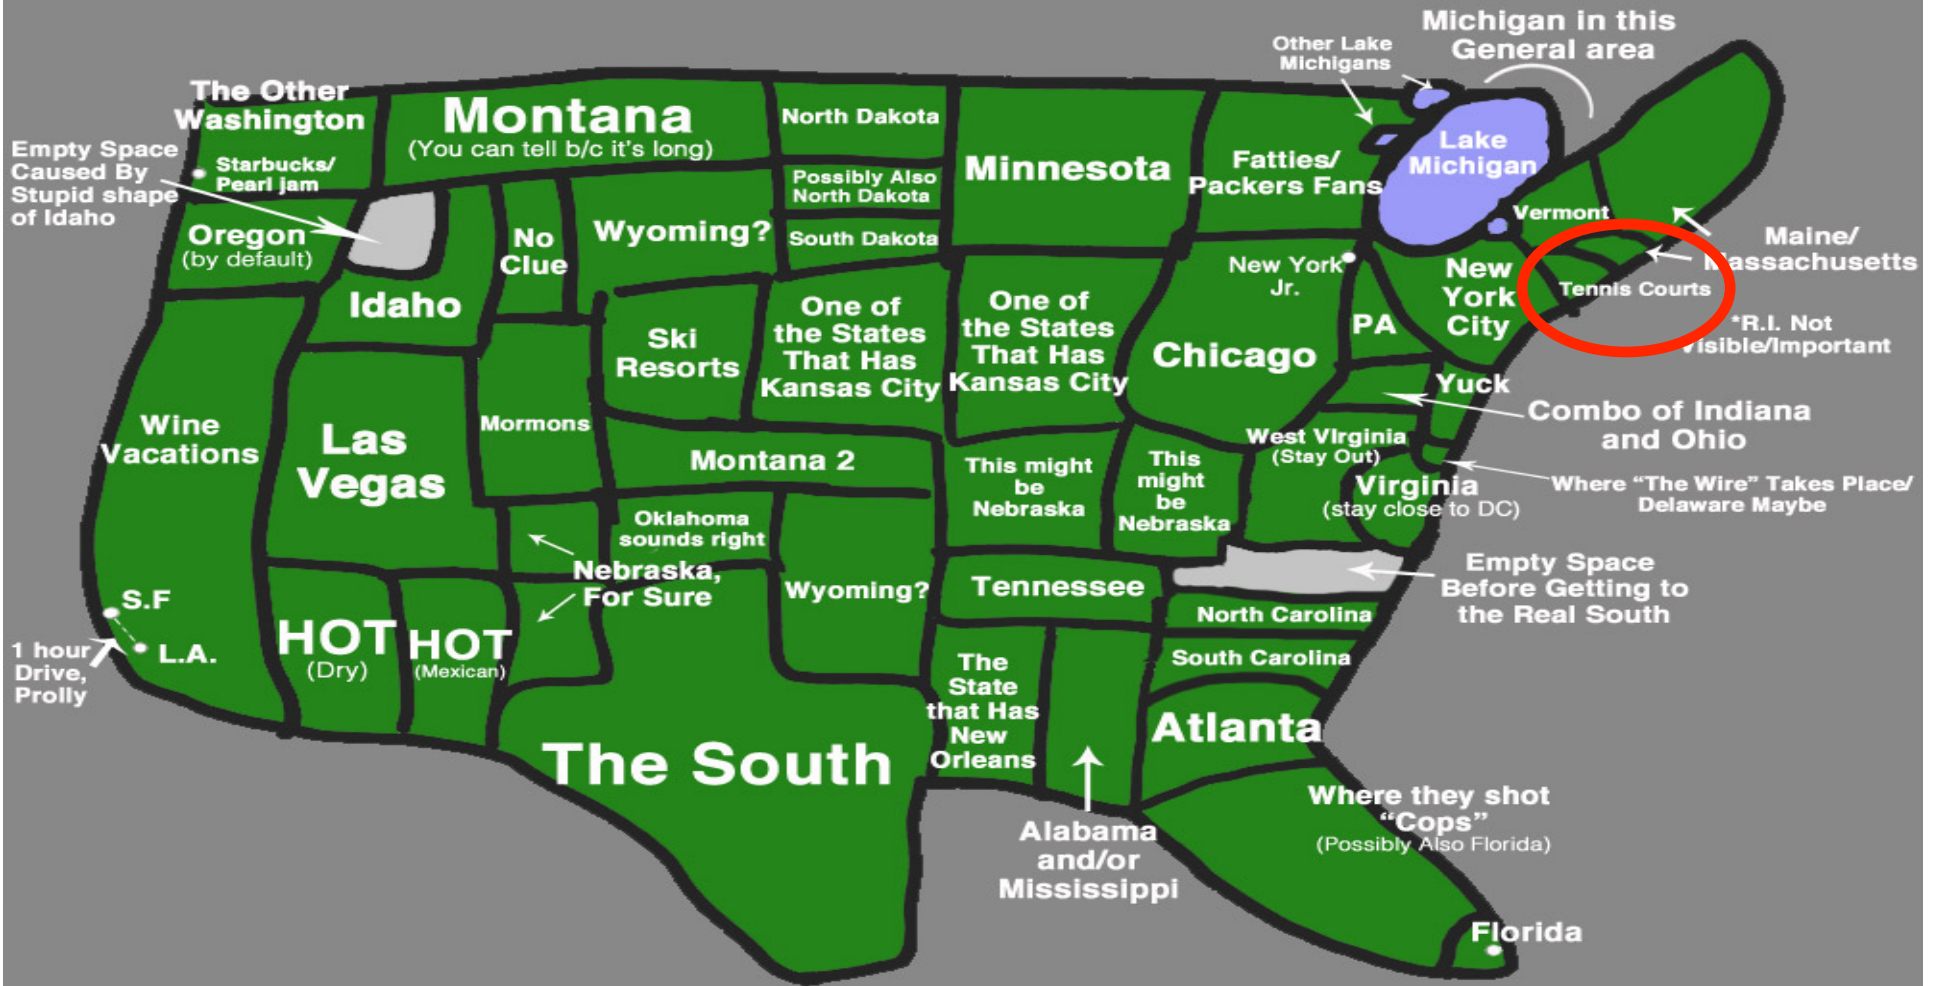 Michigan in this
General area
Other Lake
Michigans
The Other
Washington
Montana
(You can tell b/c it's long)
North Dakota
Empty Space
Caused By
Stupid shape
of Idaho
Starbucks/
Pearl jam
Minnesota
Fatties/
Packers Fans
Lake
Michigan
Possibly Also
North Dakota
Vermont
Oregon
(by default)
No
Clue
Wyoming?
South Dakota
Maine/
Massachusetts
New York
Jr.
New
York
City
Tennis Courts
Idaho
Ski
Resorts
One of
the States
That Has
Kansas City
One of
the States
That Has
Kansas City
Chicago
PA
*R.I. Not
Visible/Important
Yuck
Combo of Indiana
and Ohio
Wine
Vacations
Las
Vegas
Mormons
Montana 2
This might
be
Nebraska
This
might
be
Nebraska
West VIrginia
(Stay Out)
Virginia
(stay close to DC)
Where “The Wire” Takes Place/
Delaware Maybe
Oklahoma
sounds right
Nebraska,
For Sure
Wyoming?
Tennessee
Empty Space
Before Getting to
the Real South
North Carolina
S.F
L.A.
1 hour
Drive,
Prolly
HOT
(Dry)
HOT
(Mexican)
South Carolina
The
State
that Has
New
Orleans
Atlanta
The South
Alabama
and/or
Mississippi
Where they shot
“Cops”
(Possibly Also Florida)
Florida